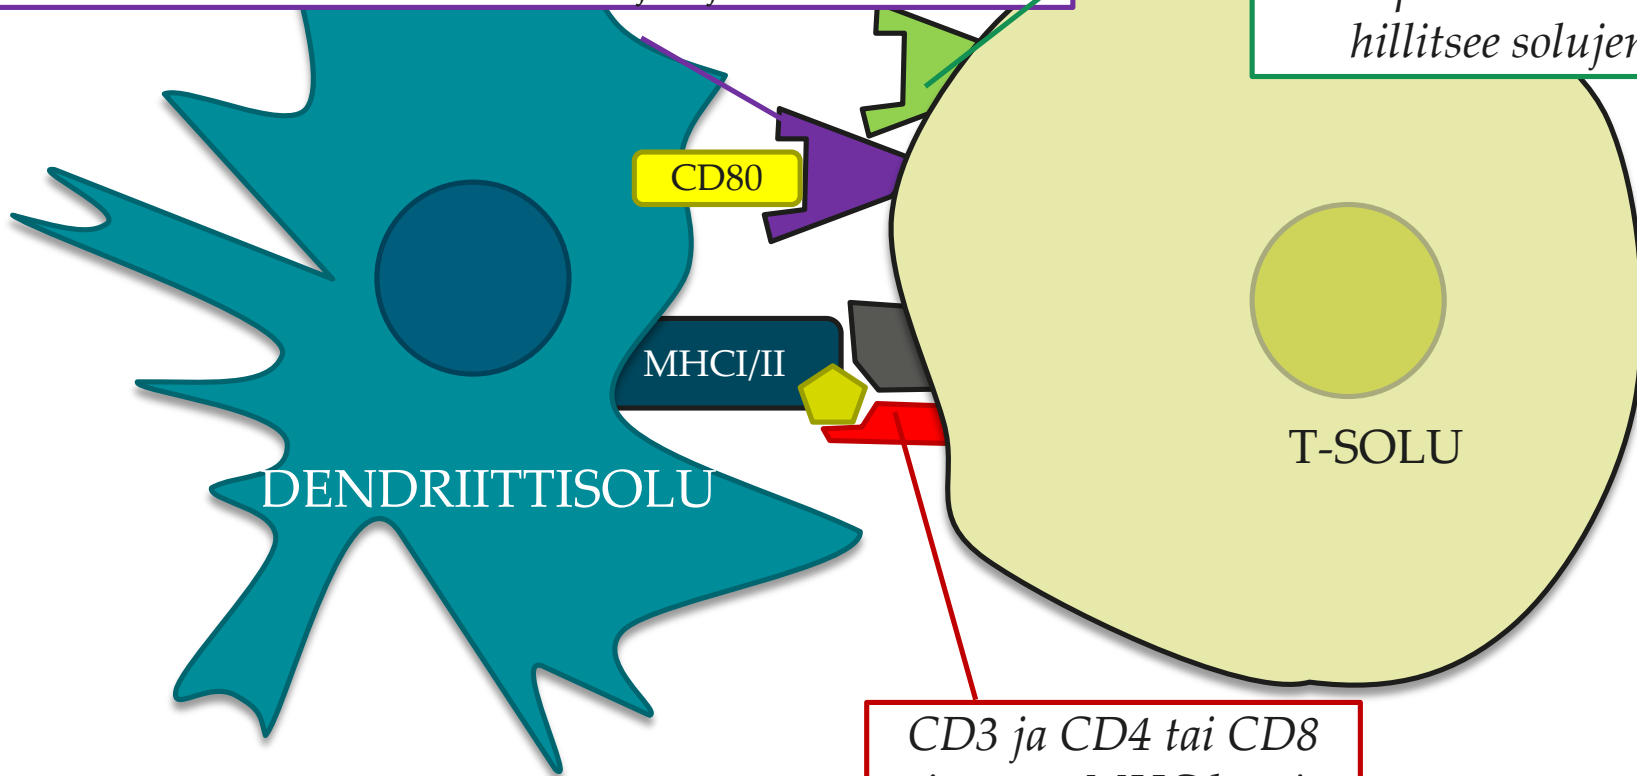 hillitsee solujen
CD80
MHCI/II
T-SOLU
DENDRIITTISOLU
CD3 ja CD4 tai CD8